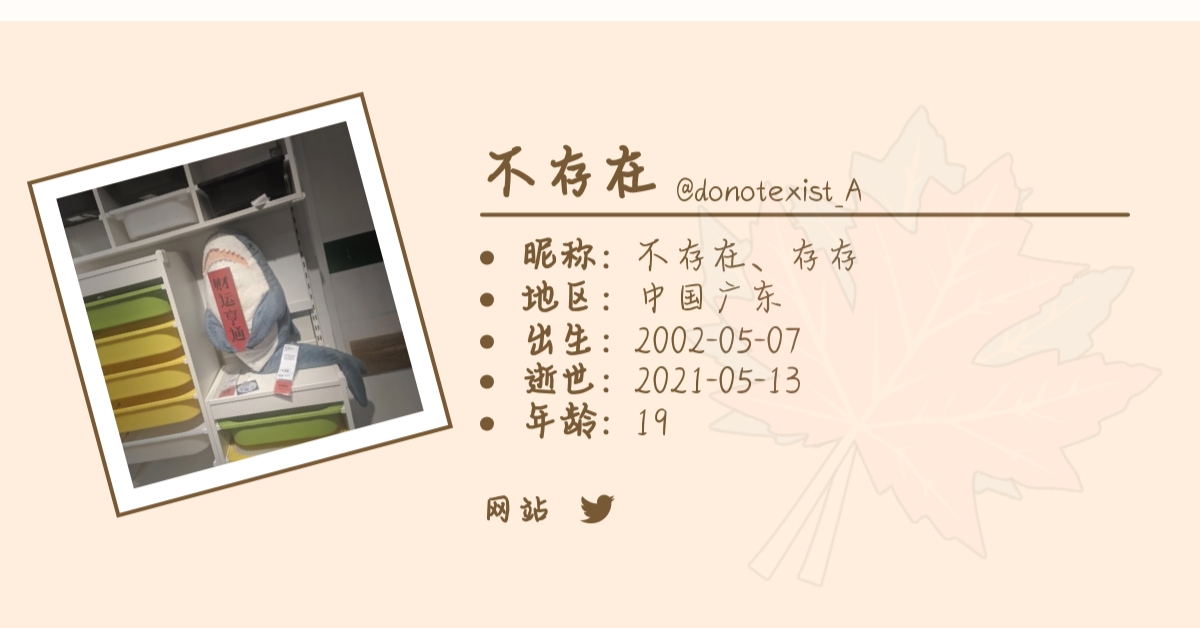 财运亨通
不存在 @donotexist_A
昵称：不存在、存存
地区：中国广东
出生：2002-05-07
逝世：2021-05-13
年龄：19
网站